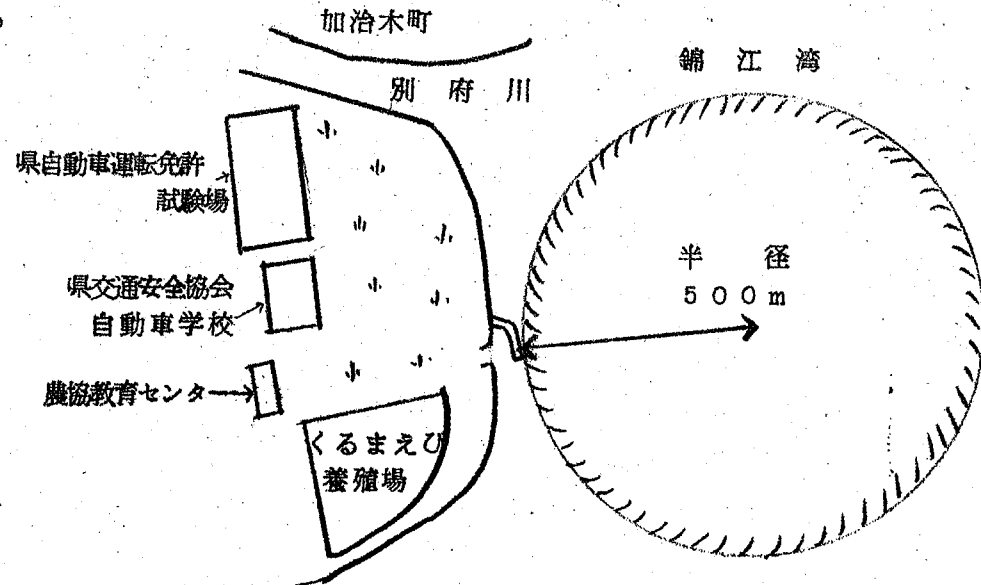 加治木町
別府川
錦江湾
県自動車運転免許
試験場
県交通安全協会
自動車学校
農協教育センター
くるまえび
養殖場
半径
500m